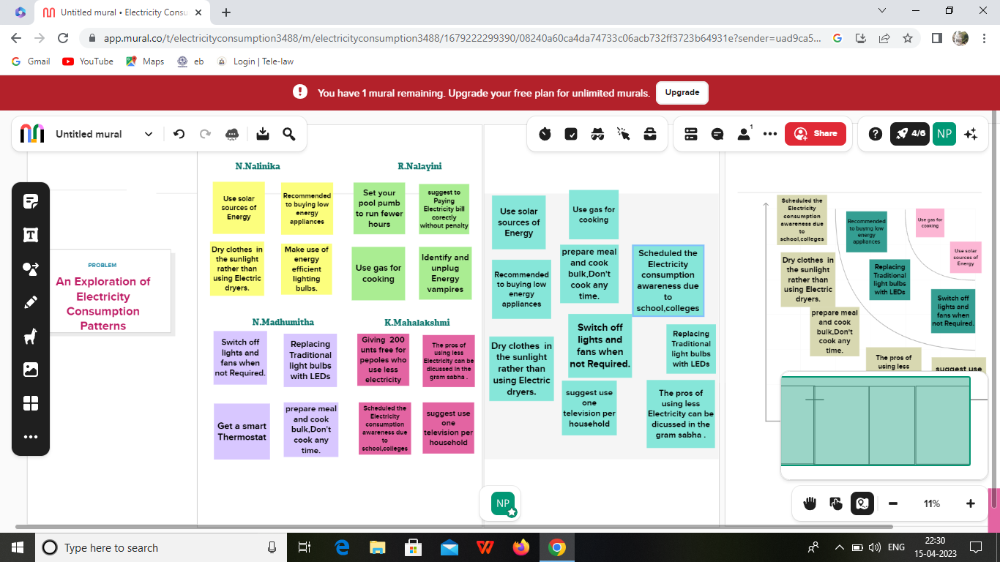 Untitled mural • Electricity Consu
app.mural.co/t/electricityconsumption3488/m/electricityconsumption3488/1679222299390/08240a60ca4da74733c06acb732ff3723b64931e?sender=uad9ca5...
Gmail
YouTube
Maps
eb
Login | Tele-law
You have 1 mural remaining. Upgrade your free plan for unlimited murals.
Upgrade
Untitled mural
1
Share
4/6
NP
PROBLEM
An Exploration of
Electricity
Consumption
Patterns
N.Nalinika
Use solar
sources of
Energy
Recommended
to buying low
energy
appliances
Dry clothes in
the sunlight
rather than
using Electric
dryers.
Make use of
energy
efficient
lighting
bulbs.
R.Nalayini
Set your
pool pumb
to run fewer
hours
suggest to
Paying
Electricity bill
corectly
without penalty
Use gas for
cooking
Identify and
unplug
Energy
vampires
N.Madhumitha
Switch off
lights and
fans when
not Required.
Replacing
Traditional
light bulbs
with LEDs
Get a smart
Thermostat
prepare meal
and cook
bulk,Don't
cook any
time.
K.Mahalakshmi
Giving 200
unts free for
pepoles who
use less
electricity
The pros of
using less
Electricity can be
dicussed in the
gram sabha .
Scheduled the
Electricity
consumption
awareness due
to
school,colleges
suggest use
one
television per
household
Use solar
sources of
Energy
Use gas for
cooking
Recommended
to buying low
energy
appliances
prepare meal
and cook
bulk,Don't
cook any
time.
Scheduled the
Electricity
consumption
awareness due
to
school,colleges
Dry clothes in
the sunlight
rather than
using Electric
dryers.
Switch off
lights and
fans when
not Required.
Replacing
Traditional
light bulbs
with LEDs
suggest use
one
television per
household
The pros of
using less
Electricity can be
dicussed in the
gram sabha .
Scheduled the
Electricity
consumption
awareness due
to
school,colleges
Recommended
to buying low
energy
appliances
Use gas for
cooking
Use solar
sources of
Energy
Dry clothes in
the sunlight
rather than
using Electric
dryers.
Replacing
Traditional
light bulbs
with LEDs
Switch off
lights and
fans when
not Required.
prepare meal
and cook
bulk,Don't
cook any
time.
The pros of
using less
suggest use
NP
11%
Type here to search
ENG
22:30
15-04-2023